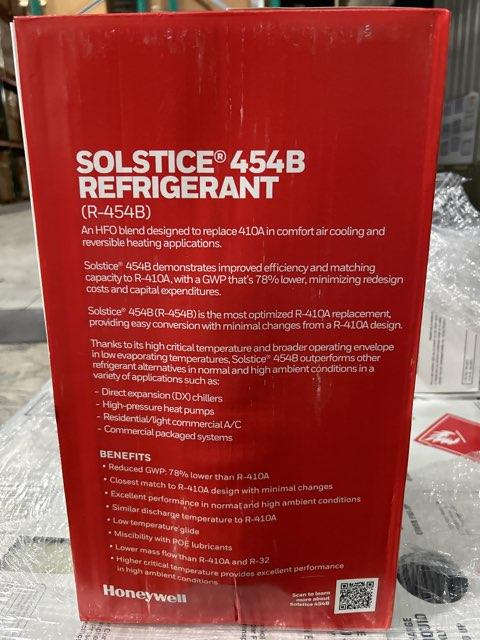 SOLSTICE® 454B
REFRIGERANT
(R-454B)
An HFO blend designed to replace 410A in comfort air cooling and
reversible heating applications.
Solstice® 454B demonstrates improved efficiency and matching
capacity to R-410A, with a GWP that's 78% lower, minimizing redesign
costs and capital expenditures.
Solstice® 454B (R-454B) is the most optimized R-410A replacement,
providing easy conversion with minimal changes from a R-410A design.
Thanks to its high critical temperature and broader operating envelope
in low evaporating temperatures, Solstice® 454B outperforms other
refrigerant alternatives in normal and high ambient conditions in a
variety of applications such as:
- Direct expansion (DX) chillers
- High-pressure heat pumps
- Residential/light commercial A/C
- Commercial packaged systems
BENEFITS
• Reduced GWP: 78% lower than R-410A
• Closest match to R-410A design with minimal changes
• Excellent performance in normal and high ambient conditions
• Similar discharge temperature to R-410A
• Low temperature glide
• Miscibility with POE lubricants
• Lower mass flow than R-410A and R-32
• Higher critical temperature provides excellent performance
in high ambient conditions
Honeywell
Scan to learn
more about
Solstice 454B